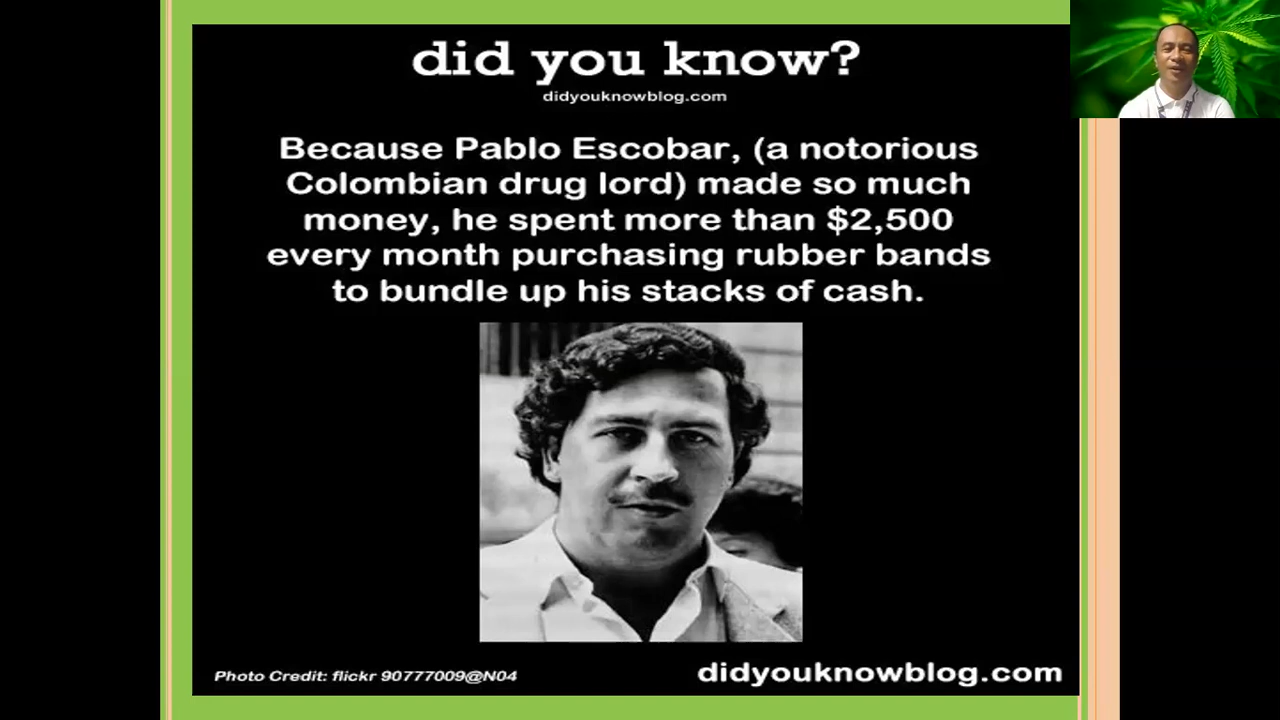 did you know?
didyouknowblog.com
Because Pablo Escobar, (a notorious
Colombian drug lord) made so much
money, he spent more than $2,500
every month purchasing rubber bands
to bundle up his stacks of cash.
Photo Credit: flickr 90777009@N04
didyouknowblog.com